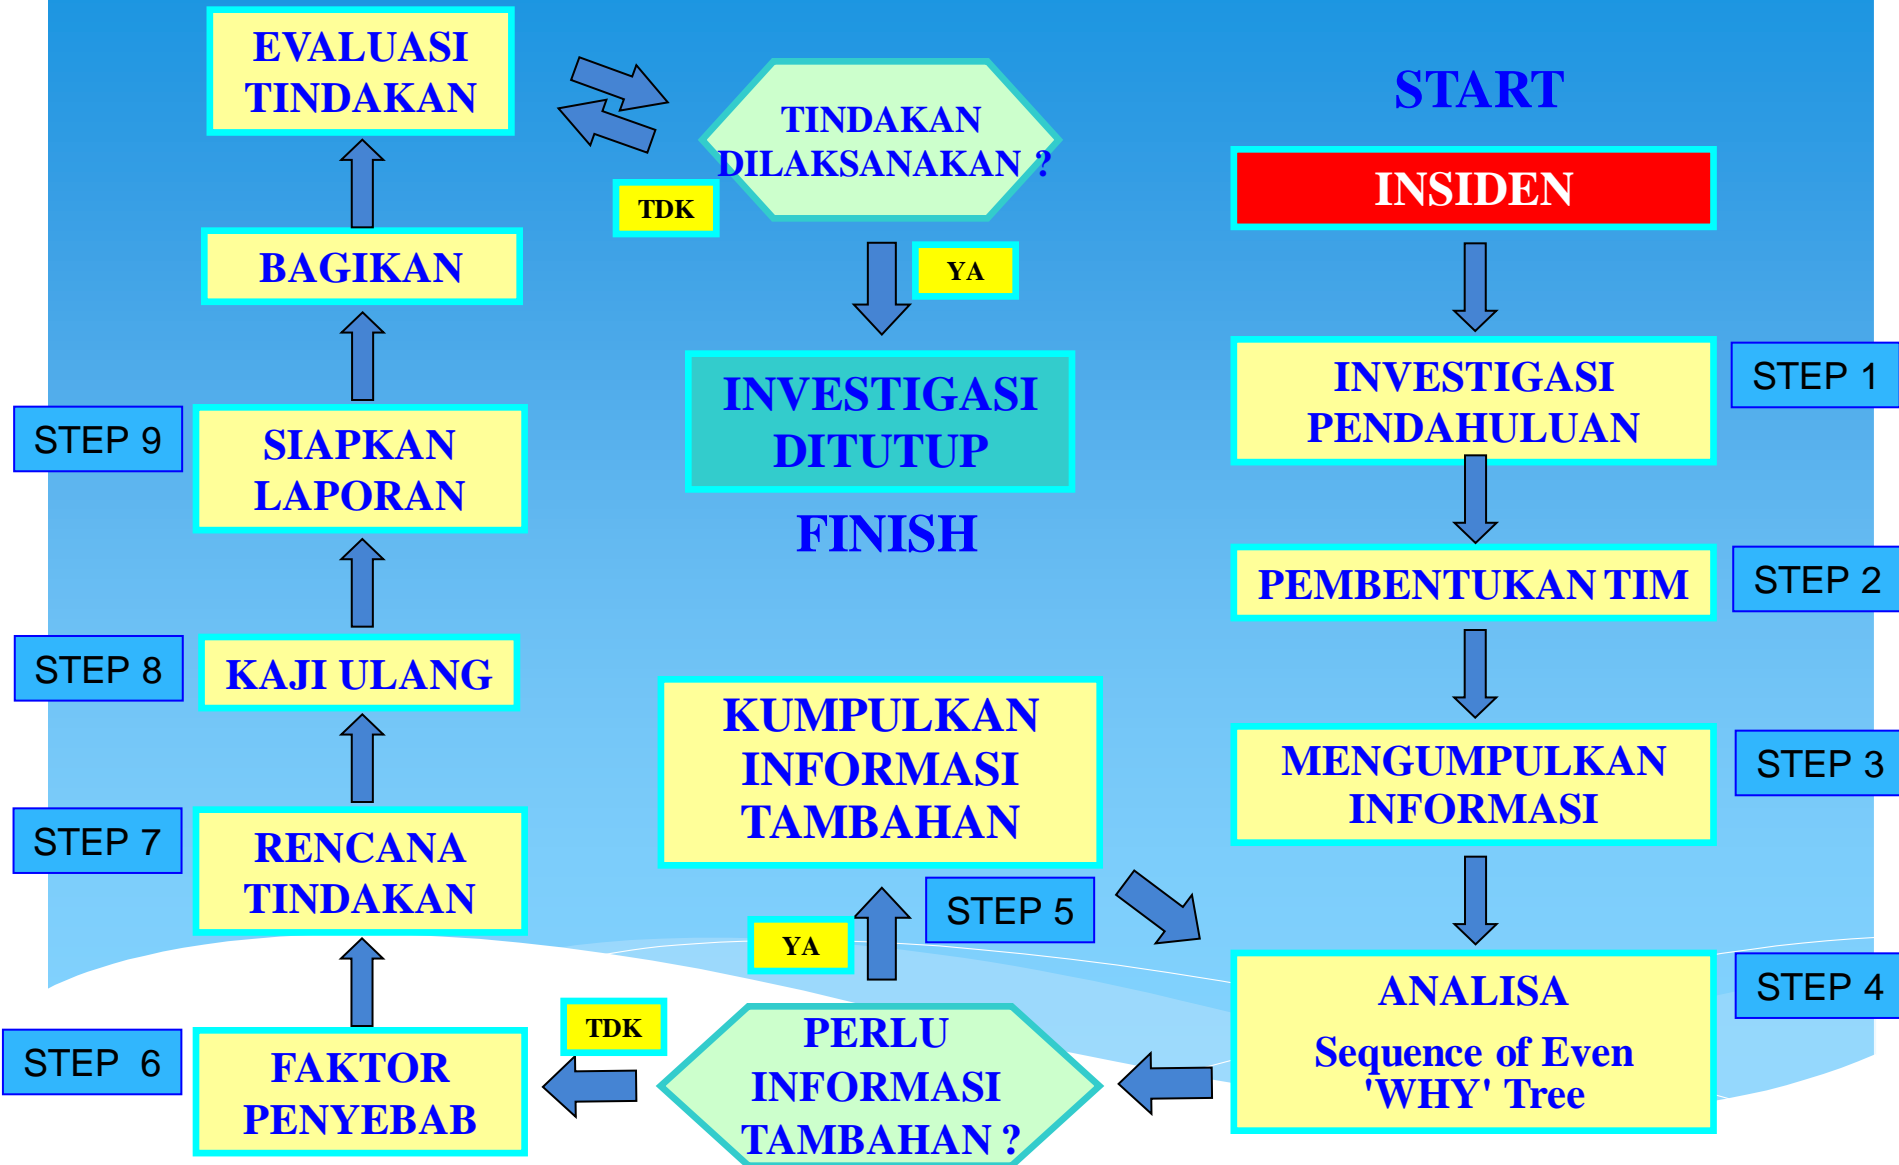 START
INSIDEN
INVESTIGASI
PENDAHULUAN
STEP 1
PEMBENTUKAN TIM
STEP 2
MENGUMPULKAN
INFORMASI
STEP 3
ANALISA
Sequence of Even
'WHY' Tree
STEP 4
PERLU
INFORMASI
TAMBAHAN ?
YA
KUMPULKAN
INFORMASI
TAMBAHAN
STEP 5
TDK
FAKTOR
PENYEBAB
STEP 6
RENCANA
TINDAKAN
STEP 7
KAJI ULANG
STEP 8
SIAPKAN
LAPORAN
STEP 9
BAGIKAN
EVALUASI
TINDAKAN
TINDAKAN
DILAKSANAKAN ?
TDK
YA
INVESTIGASI
DITUTUP
FINISH